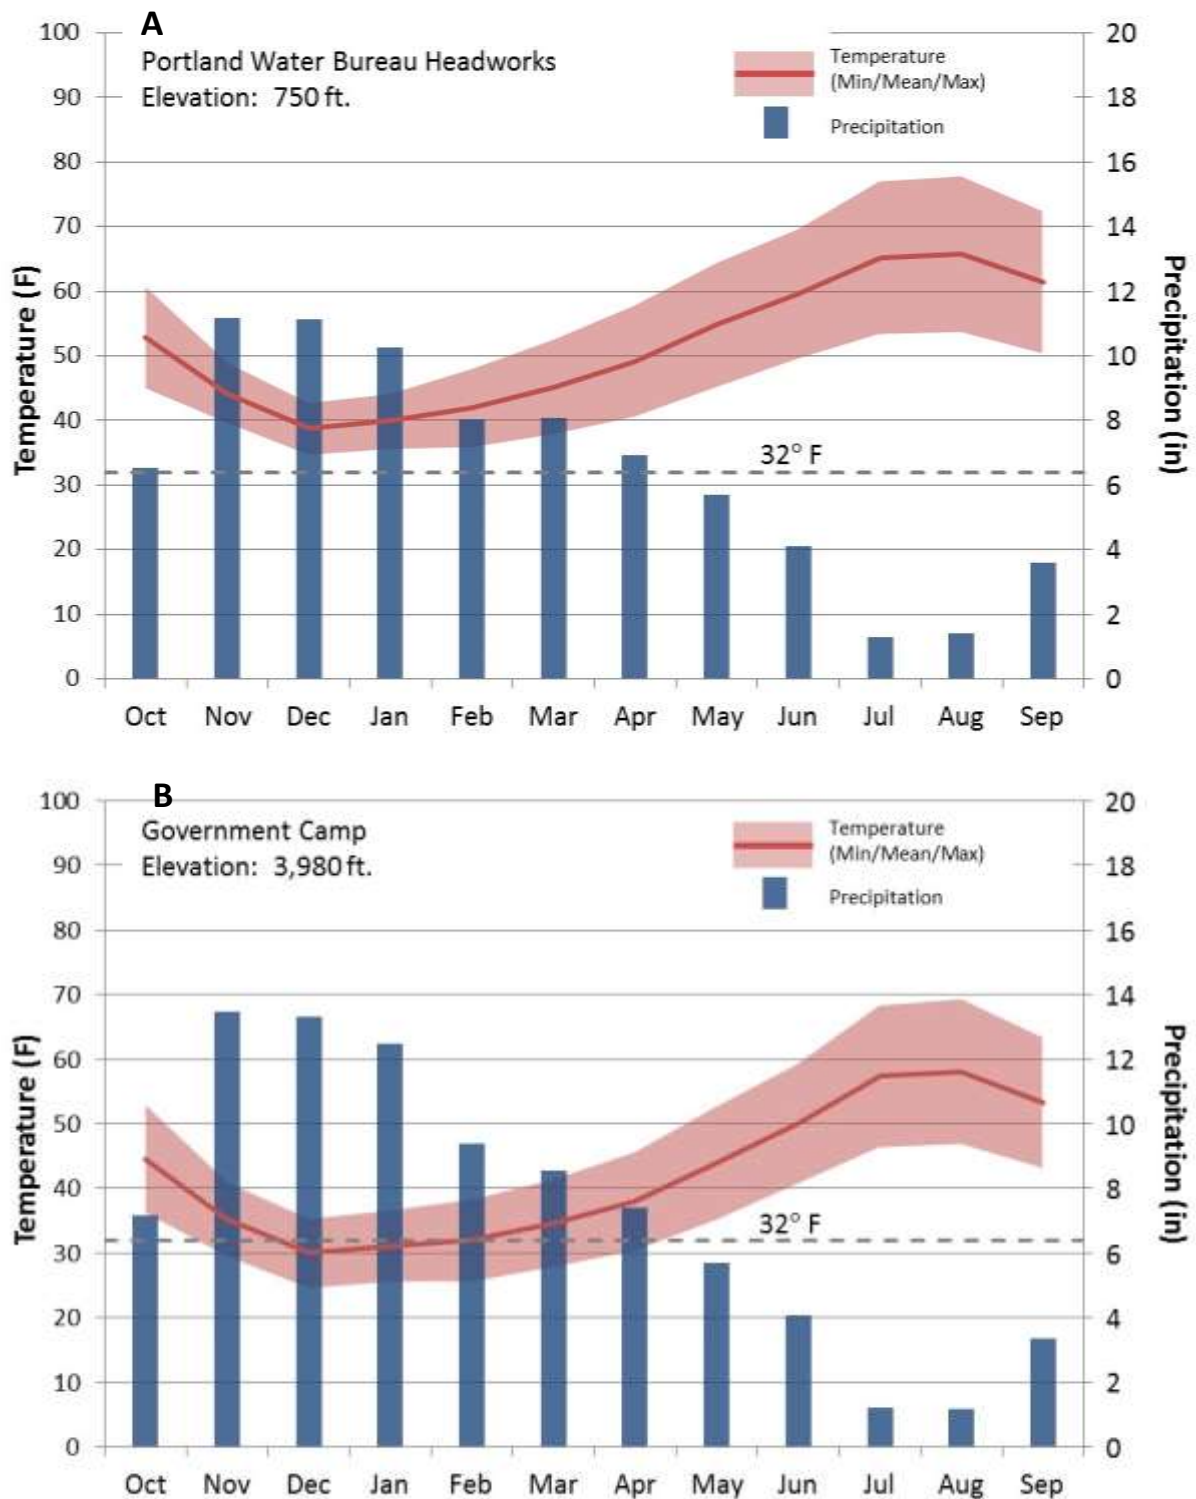 A
Portland Water Bureau Headworks
Elevation: 750 ft.
Temperature
(Min/Mean/Max)
Precipitation
100
90
80
70
60
50
40
30
20
10
0
Temperature (F)
20
18
16
14
12
10
8
6
4
2
0
Precipitation (in)
32° F
Oct Nov Dec Jan Feb Mar Apr May Jun Jul Aug Sep
B
Government Camp
Elevation: 3,980 ft.
Temperature
(Min/Mean/Max)
Precipitation
100
90
80
70
60
50
40
30
20
10
0
Temperature (F)
20
18
16
14
12
10
8
6
4
2
0
Precipitation (in)
32° F
Oct Nov Dec Jan Feb Mar Apr May Jun Jul Aug Sep